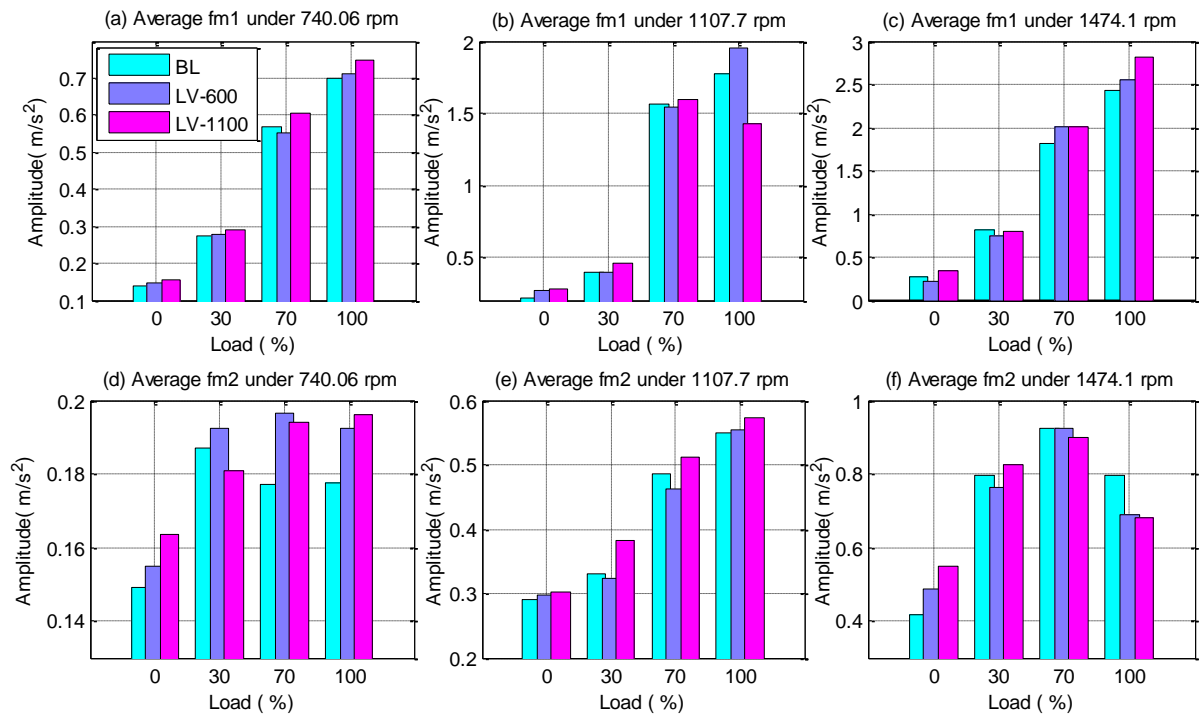 (a) Average fm1 under 740.06 rpm
Amplitude( m/s²)
0.7
0.6
0.5
0.4
0.3
0.2
0.1
BL
LV-600
LV-1100
0 30 70 100
Load ( %)
(b) Average fm1 under 1107.7 rpm
Amplitude( m/s²)
2
1.5
1
0.5
0 30 70 100
Load ( %)
(c) Average fm1 under 1474.1 rpm
Amplitude( m/s²)
3
2.5
2
1.5
1
0.5
0
0 30 70 100
Load ( %)
(d) Average fm2 under 740.06 rpm
Amplitude( m/s²)
0.2
0.18
0.16
0.14
0 30 70 100
Load ( %)
(e) Average fm2 under 1107.7 rpm
Amplitude( m/s²)
0.6
0.5
0.4
0.3
0.2
0 30 70 100
Load ( %)
(f) Average fm2 under 1474.1 rpm
Amplitude( m/s²)
1
0.8
0.6
0.4
0 30 70 100
Load ( %)